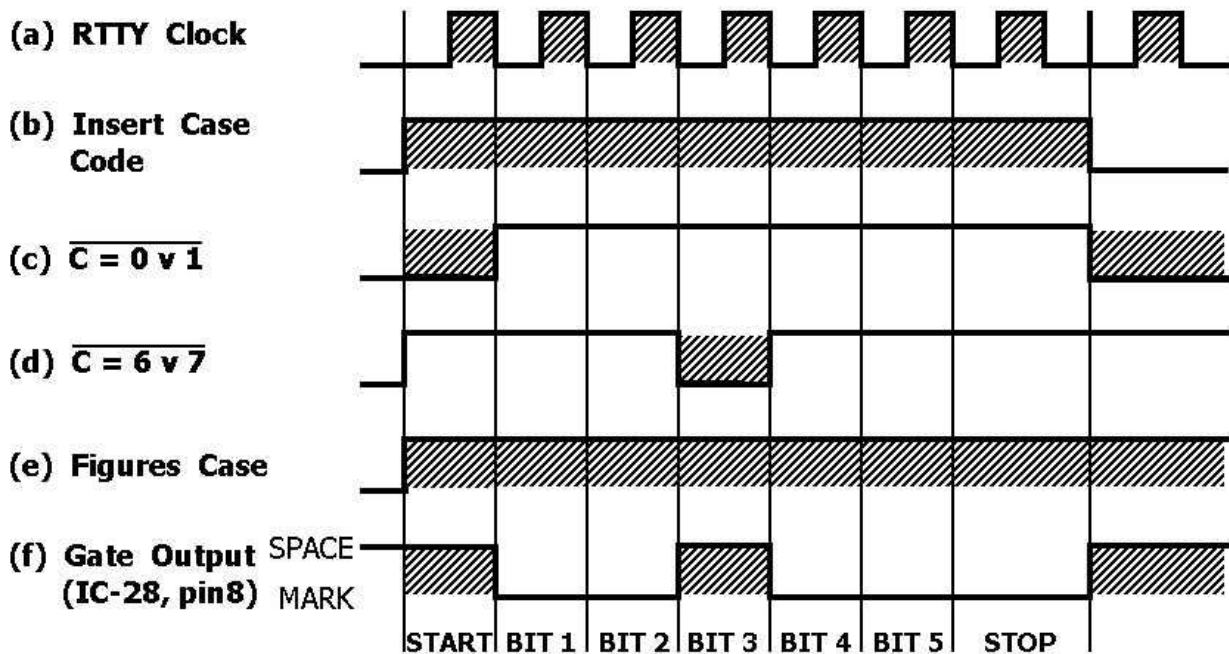 (a) RTTY Clock
(b) Insert Case
Code
(c) C = 0 v 1
(d) C = 6 v 7
(e) Figures Case
(f) Gate Output SPACE
(IC-28, pin8) MARK
START BIT 1 BIT 2 BIT 3 BIT 4 BIT 5 STOP